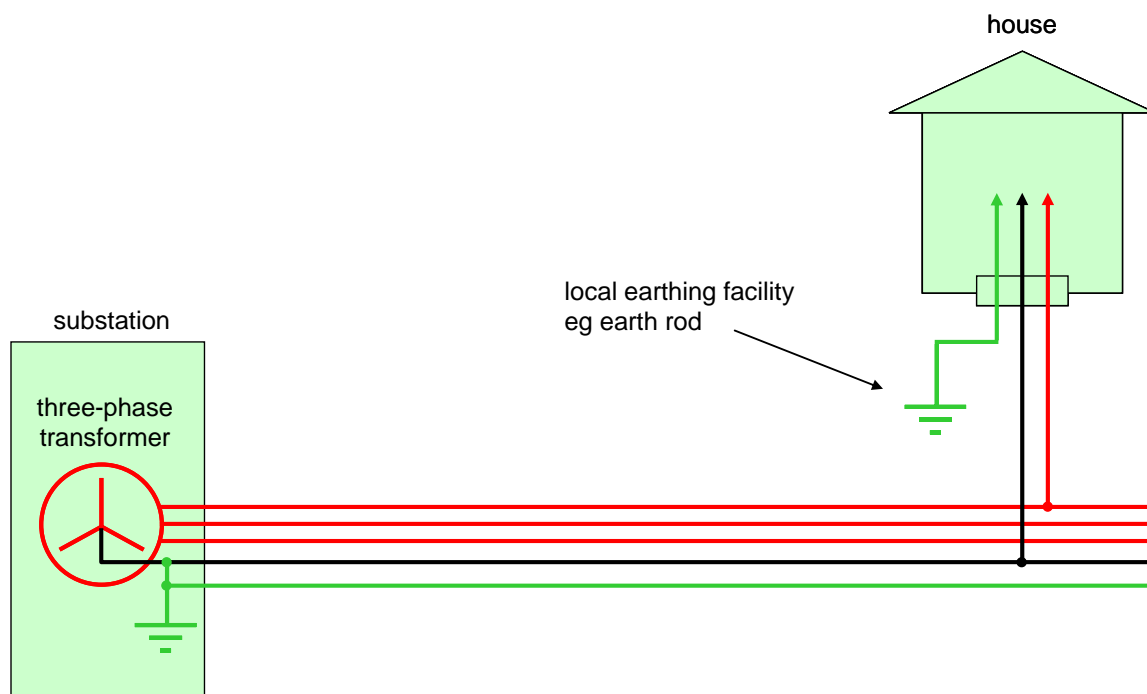 house
local earthing facility
eg earth rod
substation
three-phase
transformer